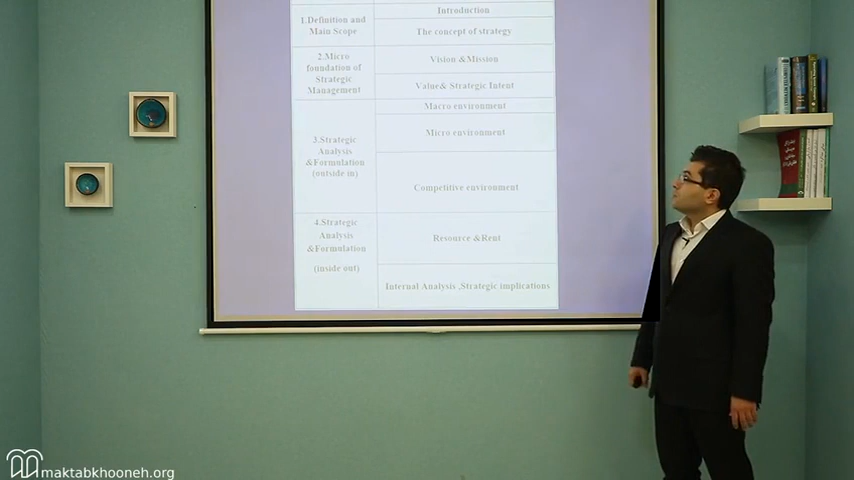 Introduction
1.Definition and
Main Scope
The concept of strategy
2.Micro
foundation of
Strategic
Management
Vision &Mission
Value& Strategic Intent
3.Strategic
Analysis
&Formulation
(outside in)
Macro environment
Micro environment
Competitive environment
4.Strategic
Analysis
&Formulation
(inside out)
Resource &Rent
Internal Analysis ,Strategic implications
maktabkhooneh.org